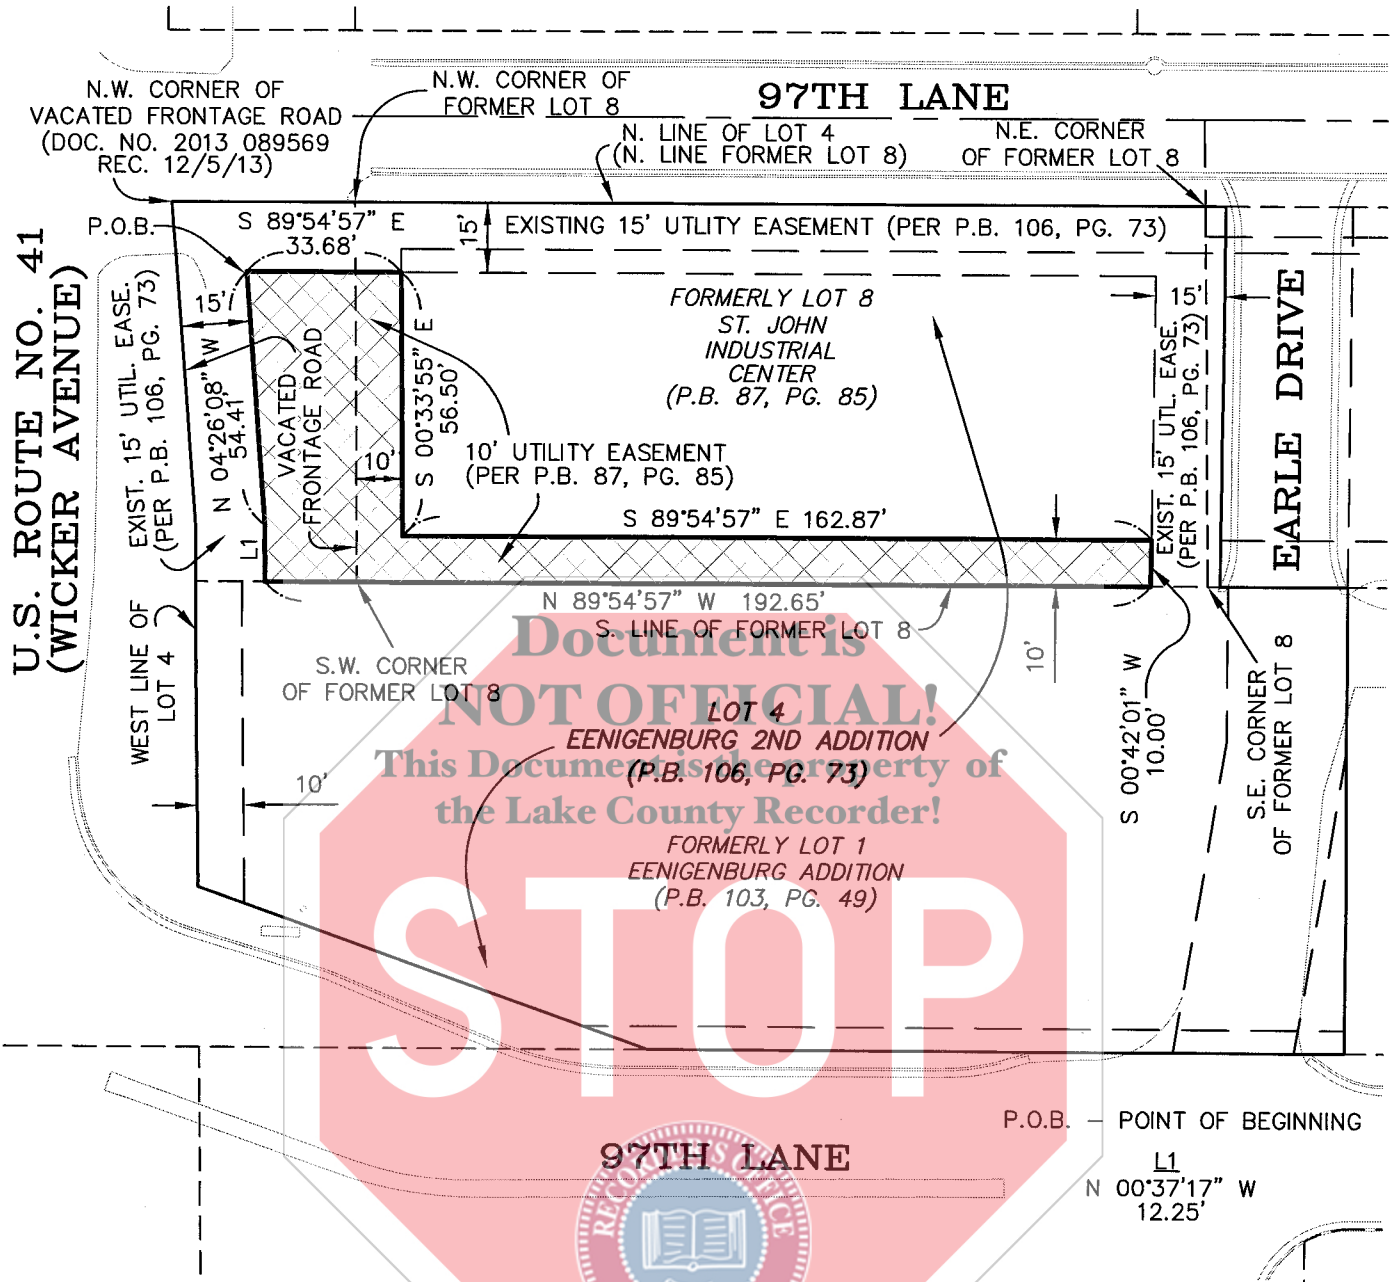 97TH LANE
N.W. CORNER OF
VACATED FRONTAGE ROAD
(DOC. NO. 2013 089569
REC. 12/5/13)
N.W. CORNER OF
FORMER LOT 8
N. LINE OF LOT 4
(N. LINE FORMER LOT 8)
N.E. CORNER
OF FORMER LOT 8
P.O.B.
S 89°54'57" E
33.68'
15'
EXISTING 15' UTLITY EASEMENT (PER P.B. 106, PG. 73)
U.S. ROUTE NO. 41
(WICKER AVENUE)
EXIST. 15' UTIL. EASE.
(PER P.B. 106, PG. 73)
15'
N 04°26'08" W
54.41'
VACATED
FRONTAGE ROAD
10'
S 00°33'55" E
56.50'
FORMERLY LOT 8
ST. JOHN
INDUSTRIAL
CENTER
(P.B. 87, PG. 85)
10' UTILITY EASEMENT
(PER P.B. 87, PG. 85)
15'
EXIST. 15' UTL. EASE.
(PER P.B. 106, PG. 73)
EARLE DRIVE
S 89°54'57" E 162.87'
L1
N 89°54'57" W 192.65'
S. LINE OF FORMER LOT 8
10'
S.W. CORNER
OF FORMER LOT 8
WEST LINE OF
LOT 4
10'
S 00°42'01" W
10.00'
S.E. CORNER
OF FORMER LOT 8
Document is
NOT OFFICIAL!
This Document is the property of
the Lake County Recorder!
LOT 4
EENIGENBURG 2ND ADDITION
(P.B. 106, PG. 73)
FORMERLY LOT 1
EENIGENBURG ADDITION
(P.B. 103, PG. 49)
STOP
97TH LANE
RECORDER'S OFFICE
P.O.B. – POINT OF BEGINNING
L1
N 00°37'17" W
12.25'